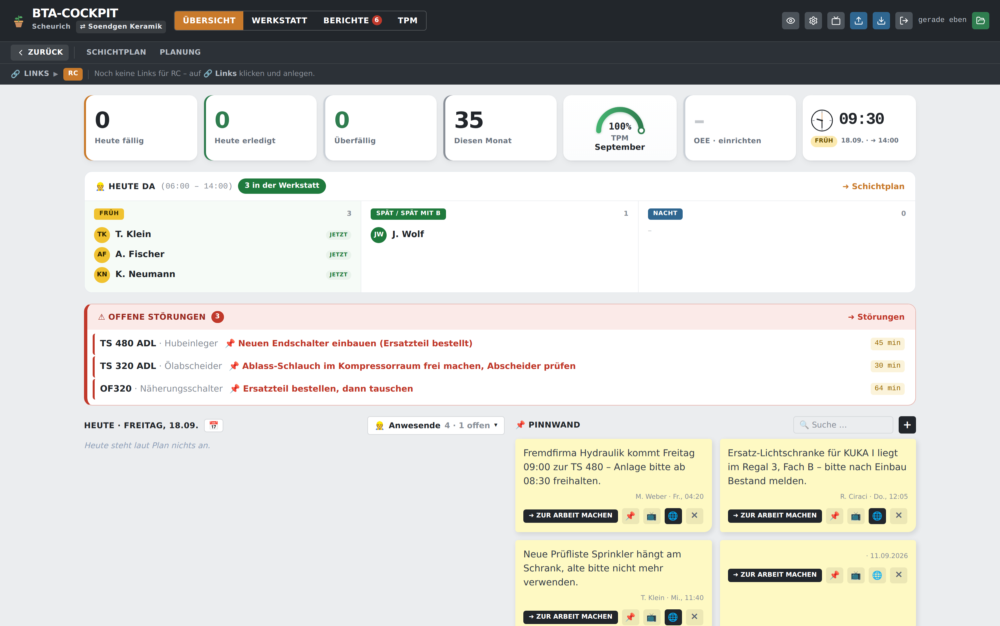 BTA-COCKPIT
Scheurich ⇄ Soendgen Keramik
ÜBERSICHT WERKSTATT BERICHTE 6 TPM
gerade eben
ZURÜCK SCHICHTPLAN PLANUNG
🔗 LINKS ▶ RC Noch keine Links für RC – auf 🔗 Links klicken und anlegen.
0
Heute fällig
0
Heute erledigt
0
Überfällig
35
Diesen Monat
100%
TPM
September
–
OEE · einrichten
09:30
FRÜH 18.09. · → 14:00
👷 HEUTE DA (06:00 – 14:00) 3 in der Werkstatt
→ Schichtplan
FRÜH 3
TK T. Klein JETZT
AF A. Fischer JETZT
KN K. Neumann JETZT
SPÄT / SPÄT MIT B 1
JW J. Wolf
NACHT 0
–
⚠ OFFENE STÖRUNGEN 3
→ Störungen
TS 480 ADL · Hubeinleger 📌 Neuen Endschalter einbauen (Ersatzteil bestellt) 45 min
TS 320 ADL · Ölabscheider 📌 Ablass-Schlauch im Kompressorraum frei machen, Abscheider prüfen 30 min
OF320 · Näherungsschalter 📌 Ersatzteil bestellen, dann tauschen 64 min
HEUTE · FREITAG, 18.09. 📅
👷 Anwesende 4 · 1 offen ▾
Heute steht laut Plan nichts an.
📌 PINNWAND
🔍 Suche …
+
Fremdfirma Hydraulik kommt Freitag
09:00 zur TS 480 – Anlage bitte ab
08:30 freihalten.
M. Weber · Fr., 04:20
→ ZUR ARBEIT MACHEN 📌 📺 🌐 ✕
Ersatz-Lichtschranke für KUKA I liegt
im Regal 3, Fach B – bitte nach Einbau
Bestand melden.
R. Ciraci · Do., 12:05
→ ZUR ARBEIT MACHEN 📌 📺 🌐 ✕
Neue Prüfliste Sprinkler hängt am
Schrank, alte bitte nicht mehr
verwenden.
T. Klein · Mi., 11:40
→ ZUR ARBEIT MACHEN 📌 📺 🌐 ✕
· 11.09.2026
→ ZUR ARBEIT MACHEN 📌 📺 🌐 ✕